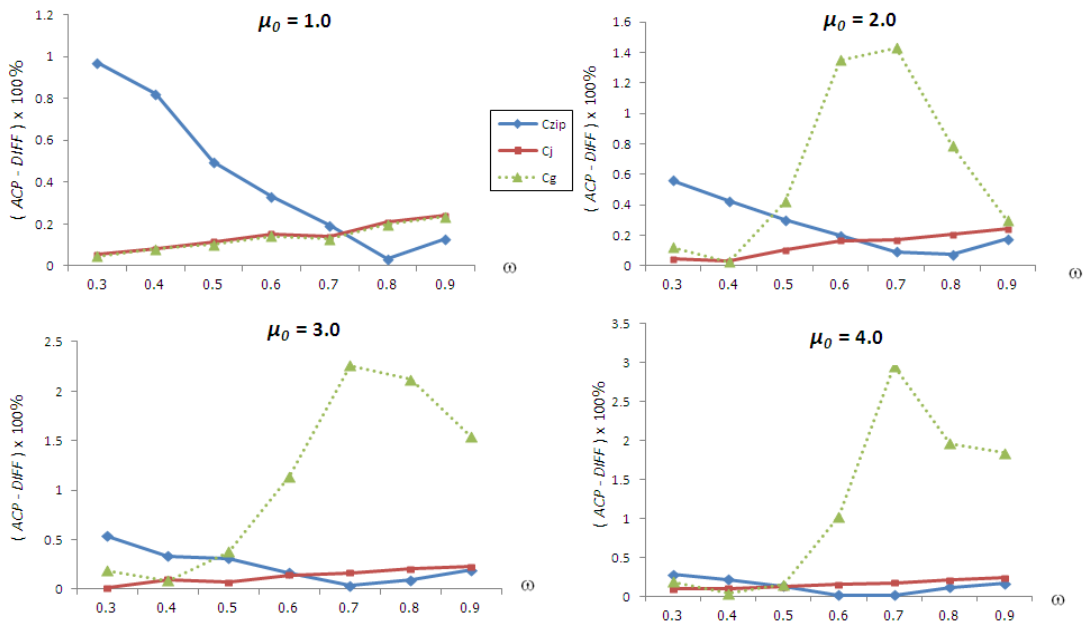 μ0 = 1.0
( ACP - DIFF ) x 100%
1.2
1
0.8
0.6
0.4
0.2
0
0.3 0.4 0.5 0.6 0.7 0.8 0.9
ω
Czip
Cj
Cg
μ0 = 2.0
( ACP - DIFF ) x 100%
1.6
1.4
1.2
1
0.8
0.6
0.4
0.2
0
0.3 0.4 0.5 0.6 0.7 0.8 0.9
ω
μ0 = 3.0
( ACP - DIFF ) x 100%
2.5
2
1.5
1
0.5
0
0.3 0.4 0.5 0.6 0.7 0.8 0.9
ω
μ0 = 4.0
( ACP - DIFF ) x 100%
3.5
3
2.5
2
1.5
1
0.5
0
0.3 0.4 0.5 0.6 0.7 0.8 0.9
ω